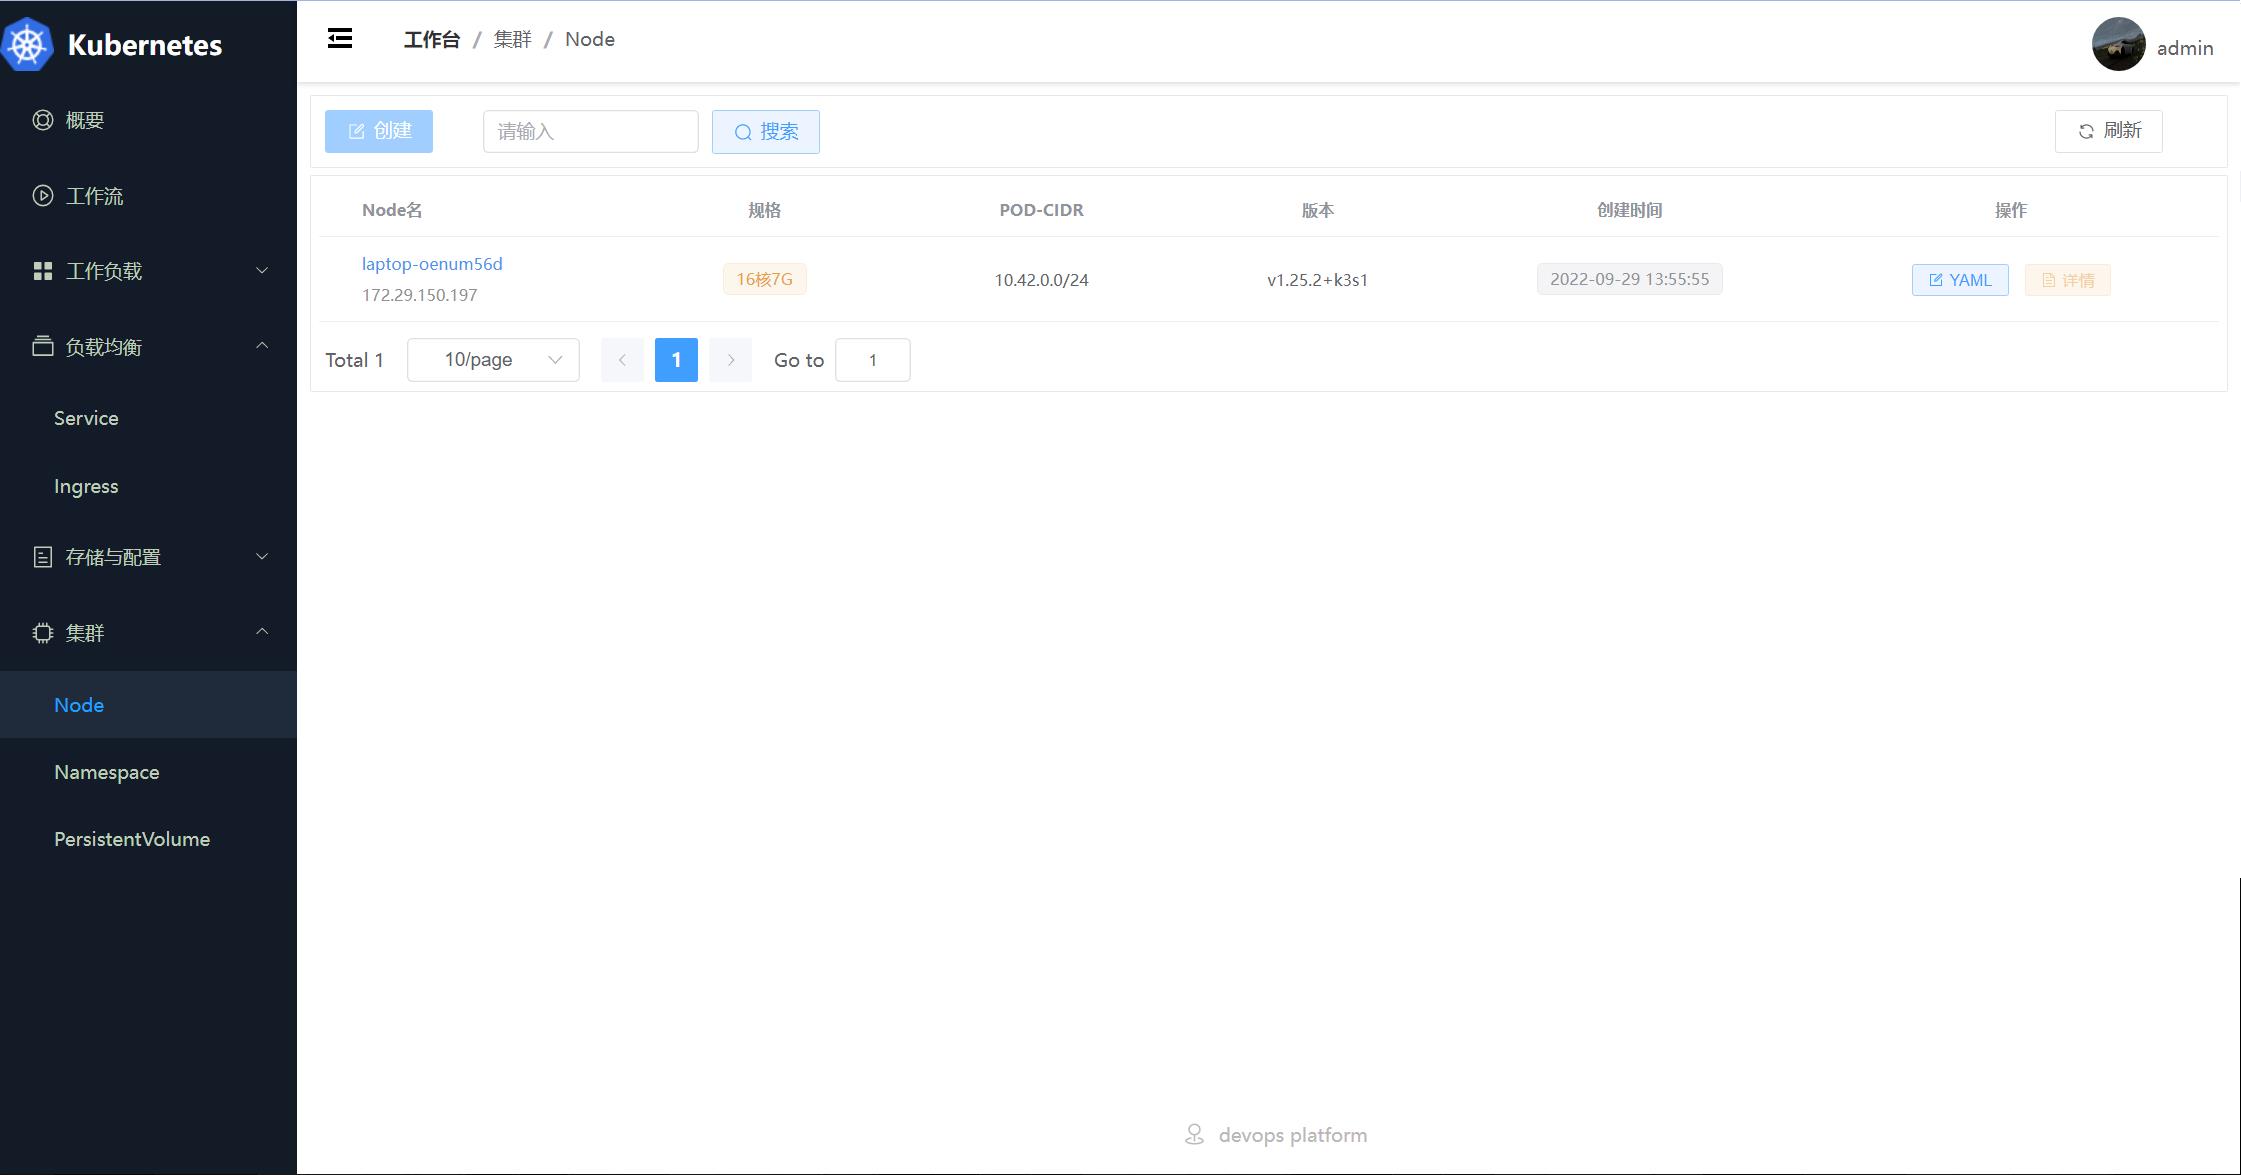 Kubernetes
概要
工作流
工作负载
负载均衡
Service
Ingress
存储与配置
集群
Node
Namespace
PersistentVolume
工作台 / 集群 / Node
admin
创建 请输入 搜索 刷新
Node名 规格 POD-CIDR 版本 创建时间 操作
laptop-oenum56d
172.29.150.197
16核7G 10.42.0.0/24 v1.25.2+k3s1 2022-09-29 13:55:55 YAML 详情
Total 1 10/page 1 Go to 1
devops platform